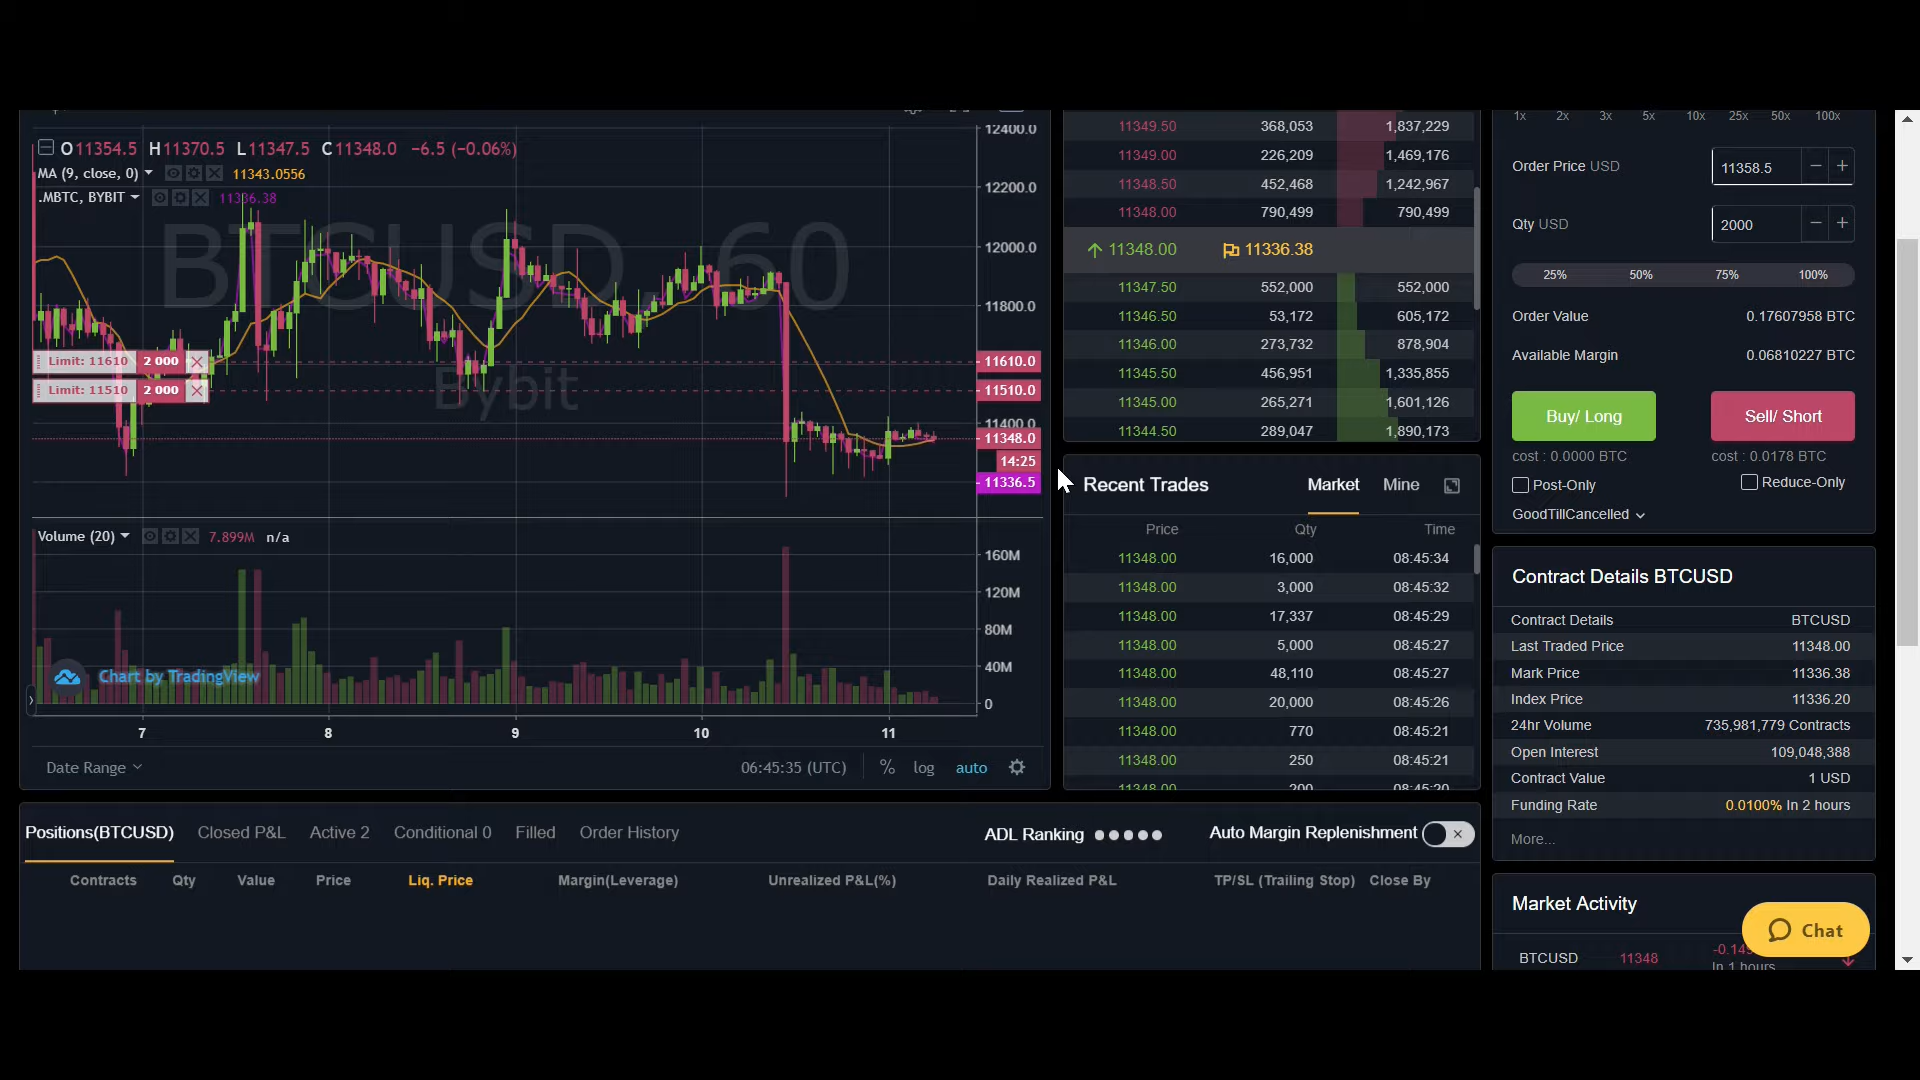 O11354.5 H11370.5 L11347.5 C11348.0 −6.5 (−0.06%)
MA (9, close, 0) 11343.0556
.MBTC, BYBIT 11336.38
BTCUSD, 60
Bybit
Limit: 11610 2 000
Limit: 11510 2 000
12400.0
12200.0
12000.0
11800.0
11610.0
11510.0
11400.0
11348.0
14:25
11336.5
Volume (20) 7.899M n/a
160M
120M
80M
40M
0
Chart by TradingView
7 8 9 10 11
Date Range 06:45:35 (UTC) % log auto
11349.50 368,053 1,837,229
11349.00 226,209 1,469,176
11348.50 452,468 1,242,967
11348.00 790,499 790,499
11348.00 11336.38
11347.50 552,000 552,000
11346.50 53,172 605,172
11346.00 273,732 878,904
11345.50 456,951 1,335,855
11345.00 265,271 1,601,126
11344.50 289,047 1,890,173
Recent Trades Market Mine
Price Qty Time
11348.00 16,000 08:45:34
11348.00 3,000 08:45:32
11348.00 17,337 08:45:29
11348.00 5,000 08:45:27
11348.00 48,110 08:45:27
11348.00 20,000 08:45:26
11348.00 770 08:45:21
11348.00 250 08:45:21
11348.00 200 08:45:20
1x 2x 3x 5x 10x 25x 50x 100x
Order Price USD 11358.5 − +
Qty USD 2000 − +
25% 50% 75% 100%
Order Value 0.17607958 BTC
Available Margin 0.06810227 BTC
Buy/ Long Sell/ Short
cost : 0.0000 BTC cost : 0.0178 BTC
Post-Only Reduce-Only
GoodTillCancelled
Contract Details BTCUSD
Contract Details BTCUSD
Last Traded Price 11348.00
Mark Price 11336.38
Index Price 11336.20
24hr Volume 735,981,779 Contracts
Open Interest 109,048,388
Contract Value 1 USD
Funding Rate 0.0100% In 2 hours
More...
Market Activity
BTCUSD 11348
In 1 hours
Chat
Positions(BTCUSD) Closed P&L Active 2 Conditional 0 Filled Order History ADL Ranking Auto Margin Replenishment
Contracts Qty Value Price Liq. Price Margin(Leverage) Unrealized P&L(%) Daily Realized P&L TP/SL (Trailing Stop) Close By